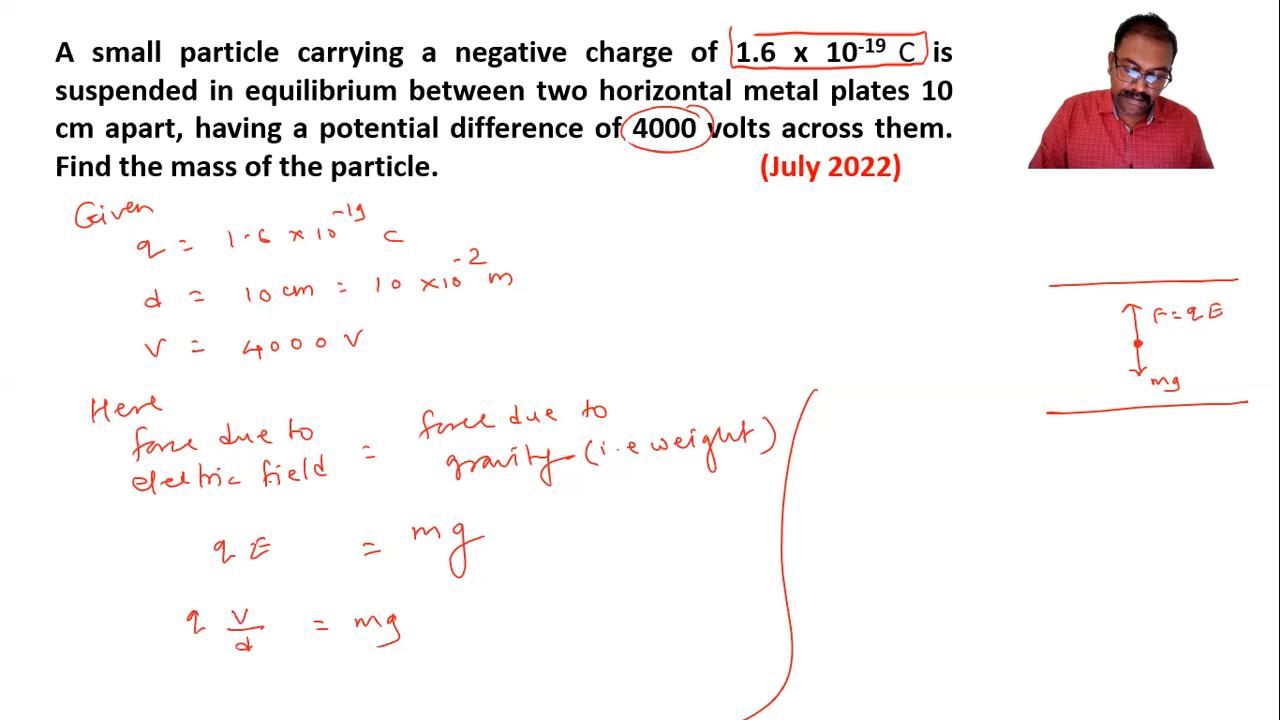 A small particle carrying a negative charge of 1.6 x 10⁻¹⁹ C is
suspended in equilibrium between two horizontal metal plates 10
cm apart, having a potential difference of 4000 volts across them.
Find the mass of the particle. (July 2022)
Given
q = 1.6 × 10⁻¹⁹ C
d = 10 cm = 10 × 10⁻² m
V = 4000 V
F = qE
mg
Here
force due to electric field = force due to gravity (i.e weight)
qE = mg
q V/d = mg